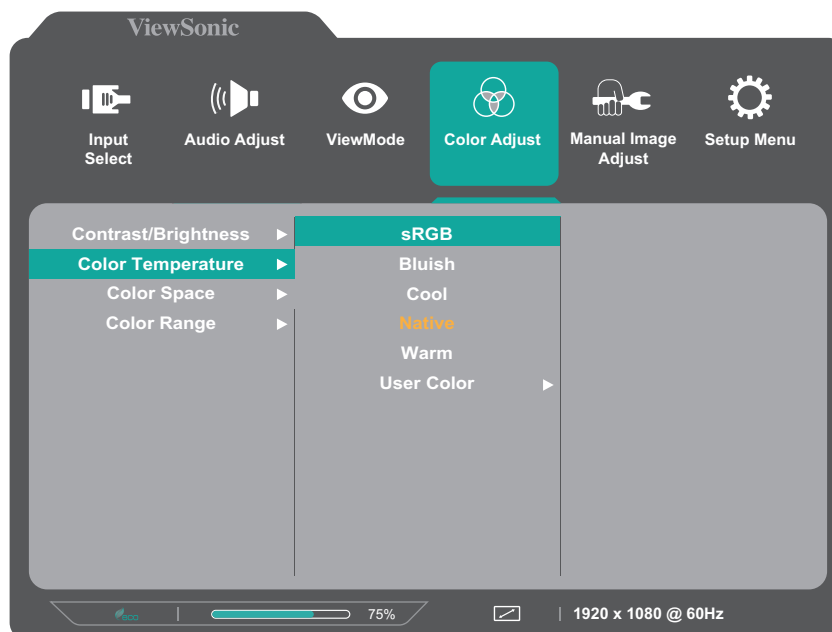 ViewSonic
Input Select
Audio Adjust
ViewMode
Color Adjust
Manual Image Adjust
Setup Menu
Contrast/Brightness
Color Temperature
Color Space
Color Range
sRGB
Bluish
Cool
Native
Warm
User Color
ECO
75%
1920 x 1080 @ 60Hz